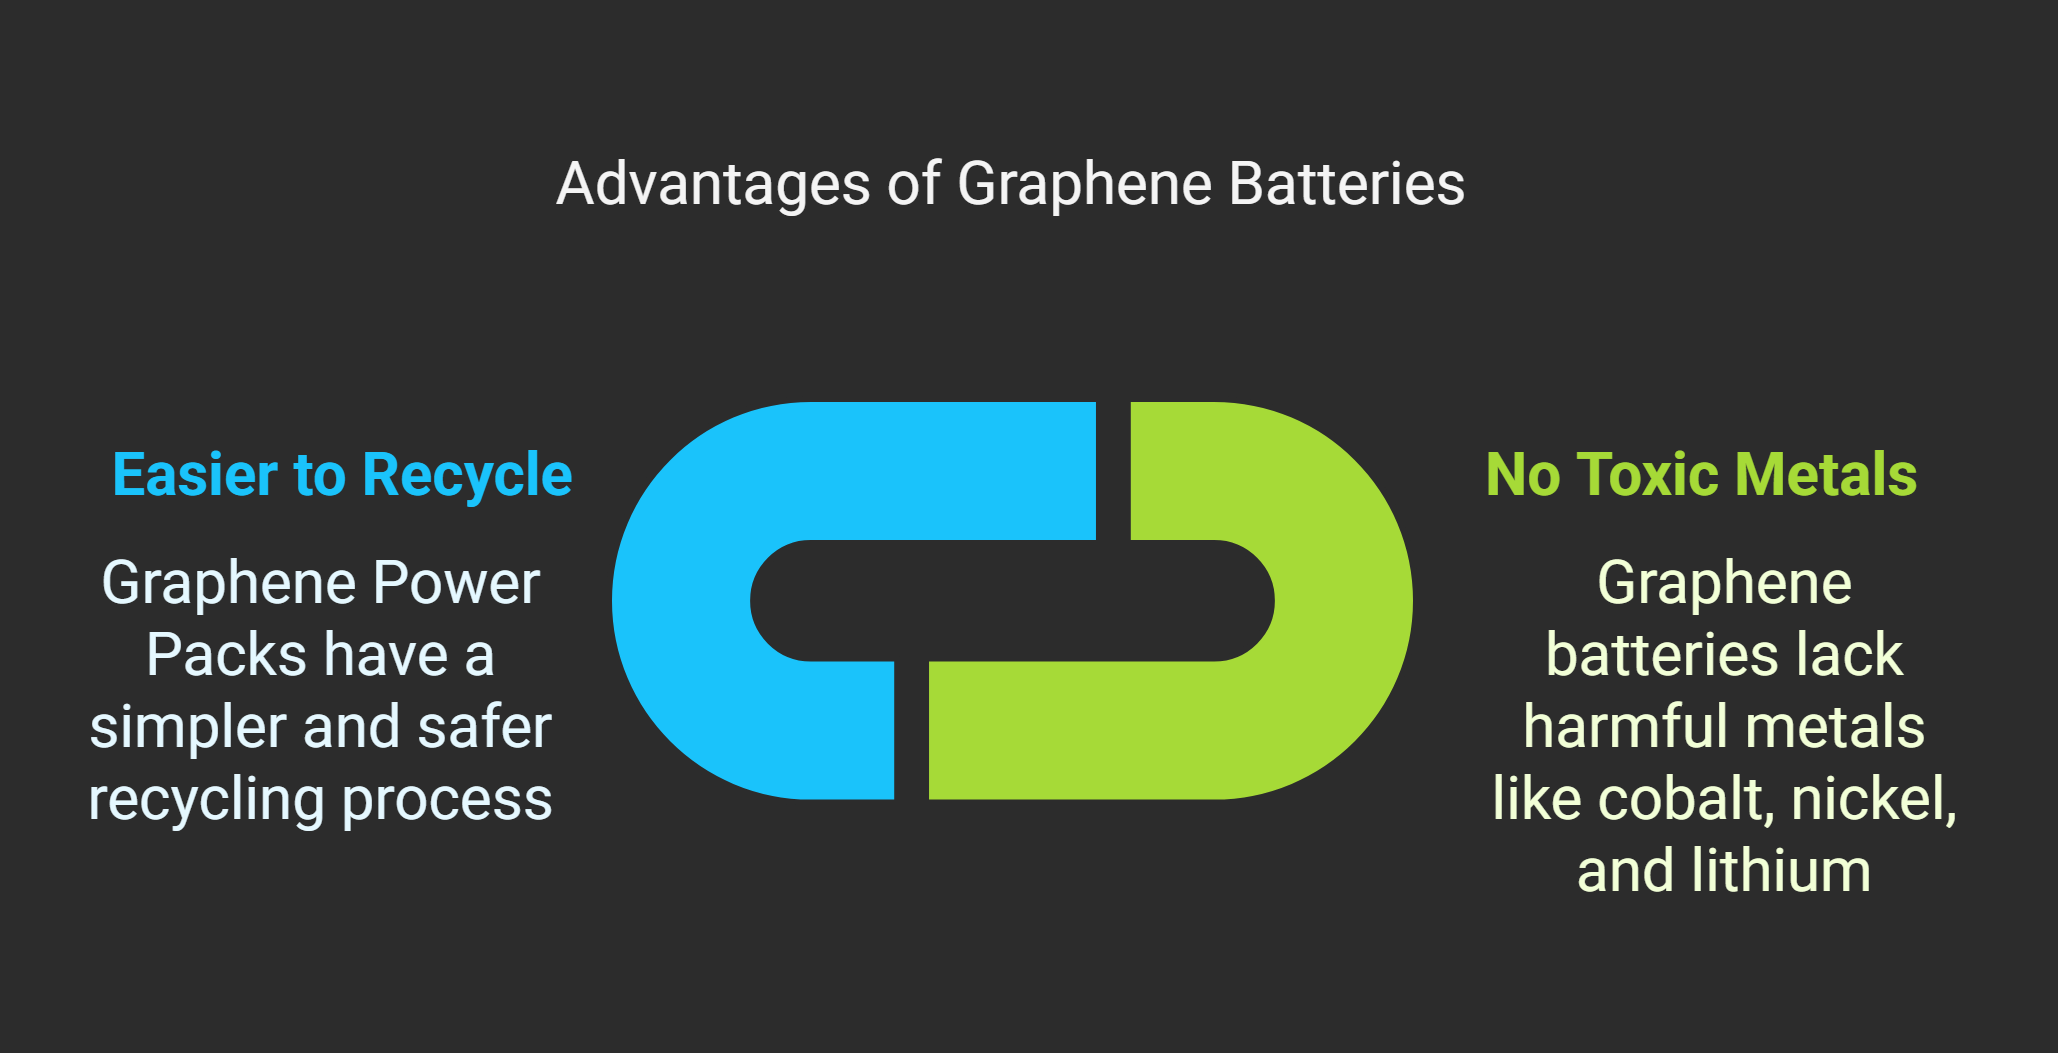 Advantages of Graphene Batteries
Easier to Recycle
Graphene Power
Packs have a
simpler and safer
recycling process
No Toxic Metals
Graphene
batteries lack
harmful metals
like cobalt, nickel,
and lithium